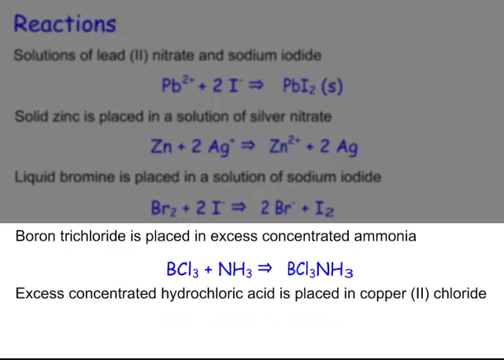 Reactions
Solutions of lead (II) nitrate and sodium iodide
Pb²⁺ + 2 I⁻ ⇒ PbI₂ (s)
Solid zinc is placed in a solution of silver nitrate
Zn + 2 Ag⁺ ⇒ Zn²⁺ + 2 Ag
Liquid bromine is placed in a solution of sodium iodide
Br₂ + 2 I⁻ ⇒ 2 Br⁻ + I₂
Boron trichloride is placed in excess concentrated ammonia
BCl₃ + NH₃ ⇒ BCl₃NH₃
Excess concentrated hydrochloric acid is placed in copper (II) chloride